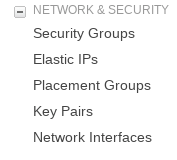 NETWORK & SECURITY
Security Groups
Elastic IPs
Placement Groups
Key Pairs
Network Interfaces